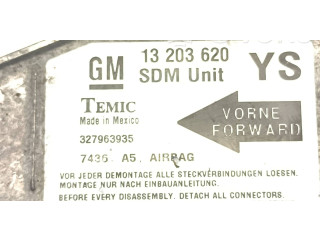 GM 13 203 620 YS
SDM Unit
TEMIC
Made in Mexico
VORNE
FORWARD
327963935
7436 A5, AIRBAG
VOR JEDER DEMONTAGE ALLE STECKVERBINDUNGEN LOESEN.
MONTAGE NUR NACH EINBAUANLEITUNG.
BEFORE EVERY DISASSEMBLY, DETACH ALL CONNECTORS.